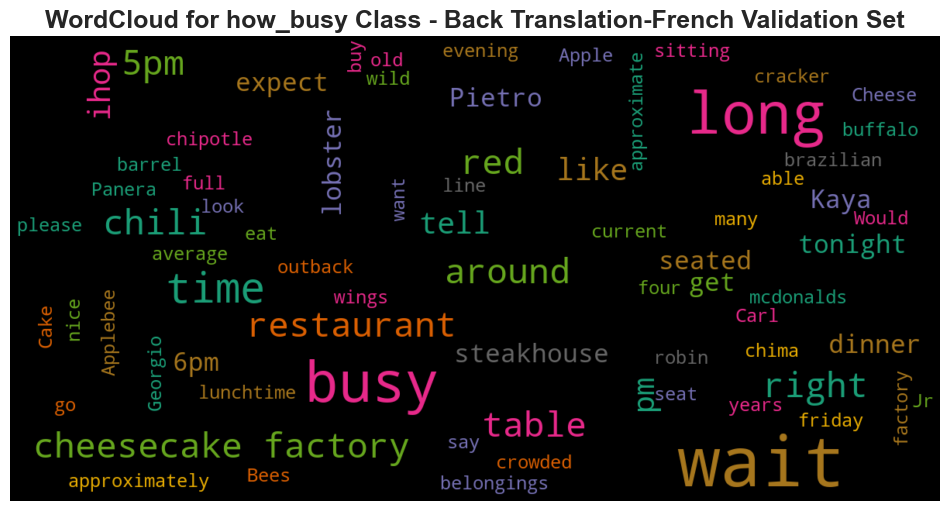 WordCloud for how_busy Class - Back Translation-French Validation Set
ihop
5pm
expect
buy
old
wild
evening
Apple
sitting
cracker
Cheese
Pietro
approximate
long
buffalo
chipotle
lobster
red
like
brazilian
barrel
Panera
full
line
able
Kaya
look
want
please
chili
eat
tell
current
many
Would
tonight
average
outback
around
seated
time
wings
four
get
mcdonalds
Cake
nice
Applebee
restaurant
Carl
Georgio
6pm
steakhouse
robin
chima
dinner
lunchtime
busy
pm
seat
right
go
table
years
friday
factory
Jr
cheesecake factory
say
crowded
wait
approximately
Bees
belongings